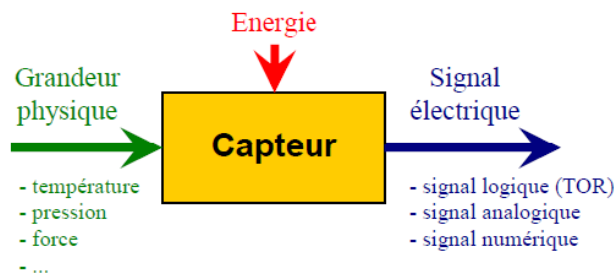 Energie
Grandeur
physique
Signal
électrique
Capteur
- température
- pression
- force
- ...
- signal logique (TOR)
- signal analogique
- signal numérique